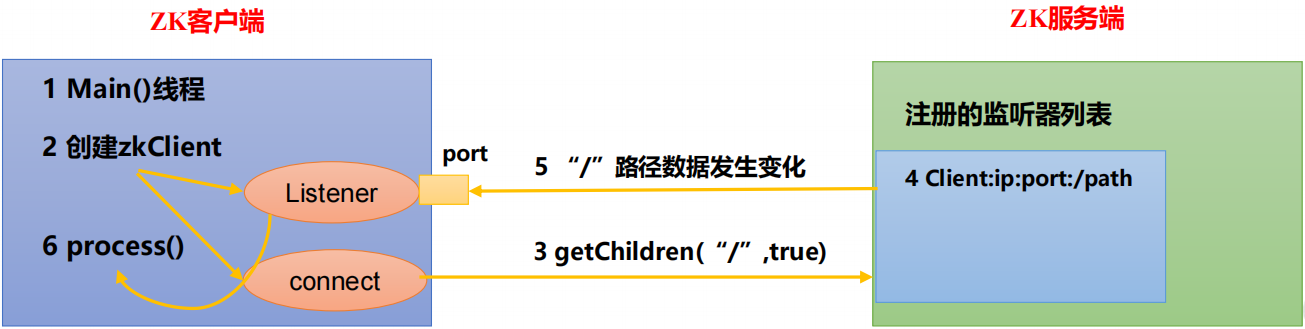 ZK客户端
ZK服务端
1 Main()线程
2 创建zkClient
Listener
port
6 process()
connect
5 “/”路径数据发生变化
3 getChildren(“/”,true)
注册的监听器列表
4 Client:ip:port:/path